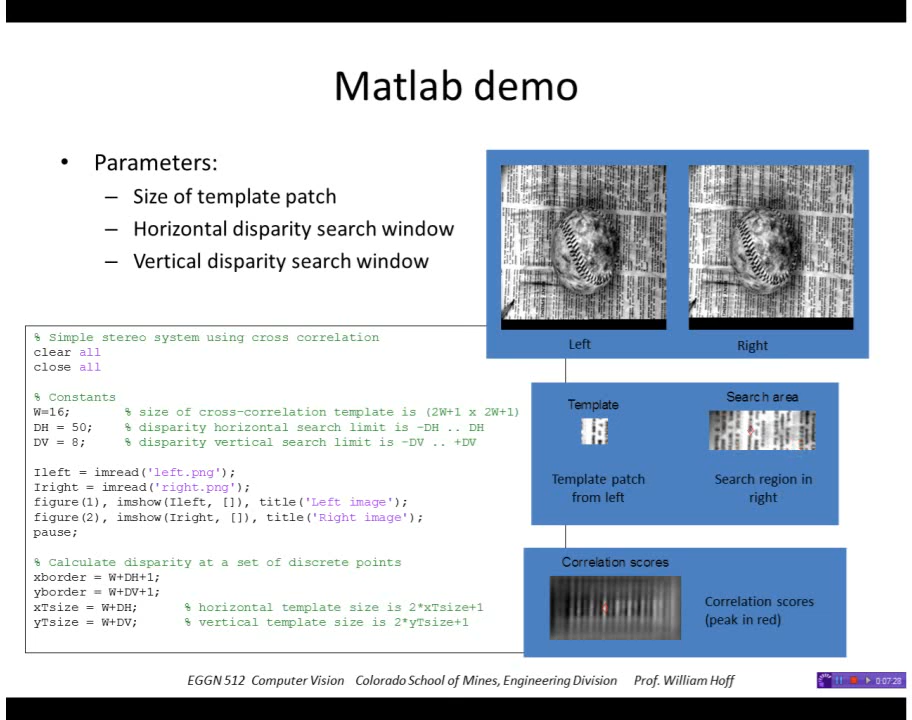 Matlab demo
• Parameters:
– Size of template patch
– Horizontal disparity search window
– Vertical disparity search window
Left
Right
% Simple stereo system using cross correlation
clear all
close all
% Constants
W=16; % size of cross-correlation template is (2W+1 x 2W+1)
DH = 50; % disparity horizontal search limit is -DH .. DH
DV = 8; % disparity vertical search limit is -DV .. +DV
Ileft = imread('left.png');
Iright = imread('right.png');
figure(1), imshow(Ileft, []), title('Left image');
figure(2), imshow(Iright, []), title('Right image');
pause;
% Calculate disparity at a set of discrete points
xborder = W+DH+1;
yborder = W+DV+1;
xTsize = W+DH; % horizontal template size is 2*xTsize+1
yTsize = W+DV; % vertical template size is 2*yTsize+1
Template
Search area
Template patch
from left
Search region in
right
Correlation scores
Correlation scores
(peak in red)
EGGN 512 Computer Vision Colorado School of Mines, Engineering Division Prof. William Hoff
0:07:28